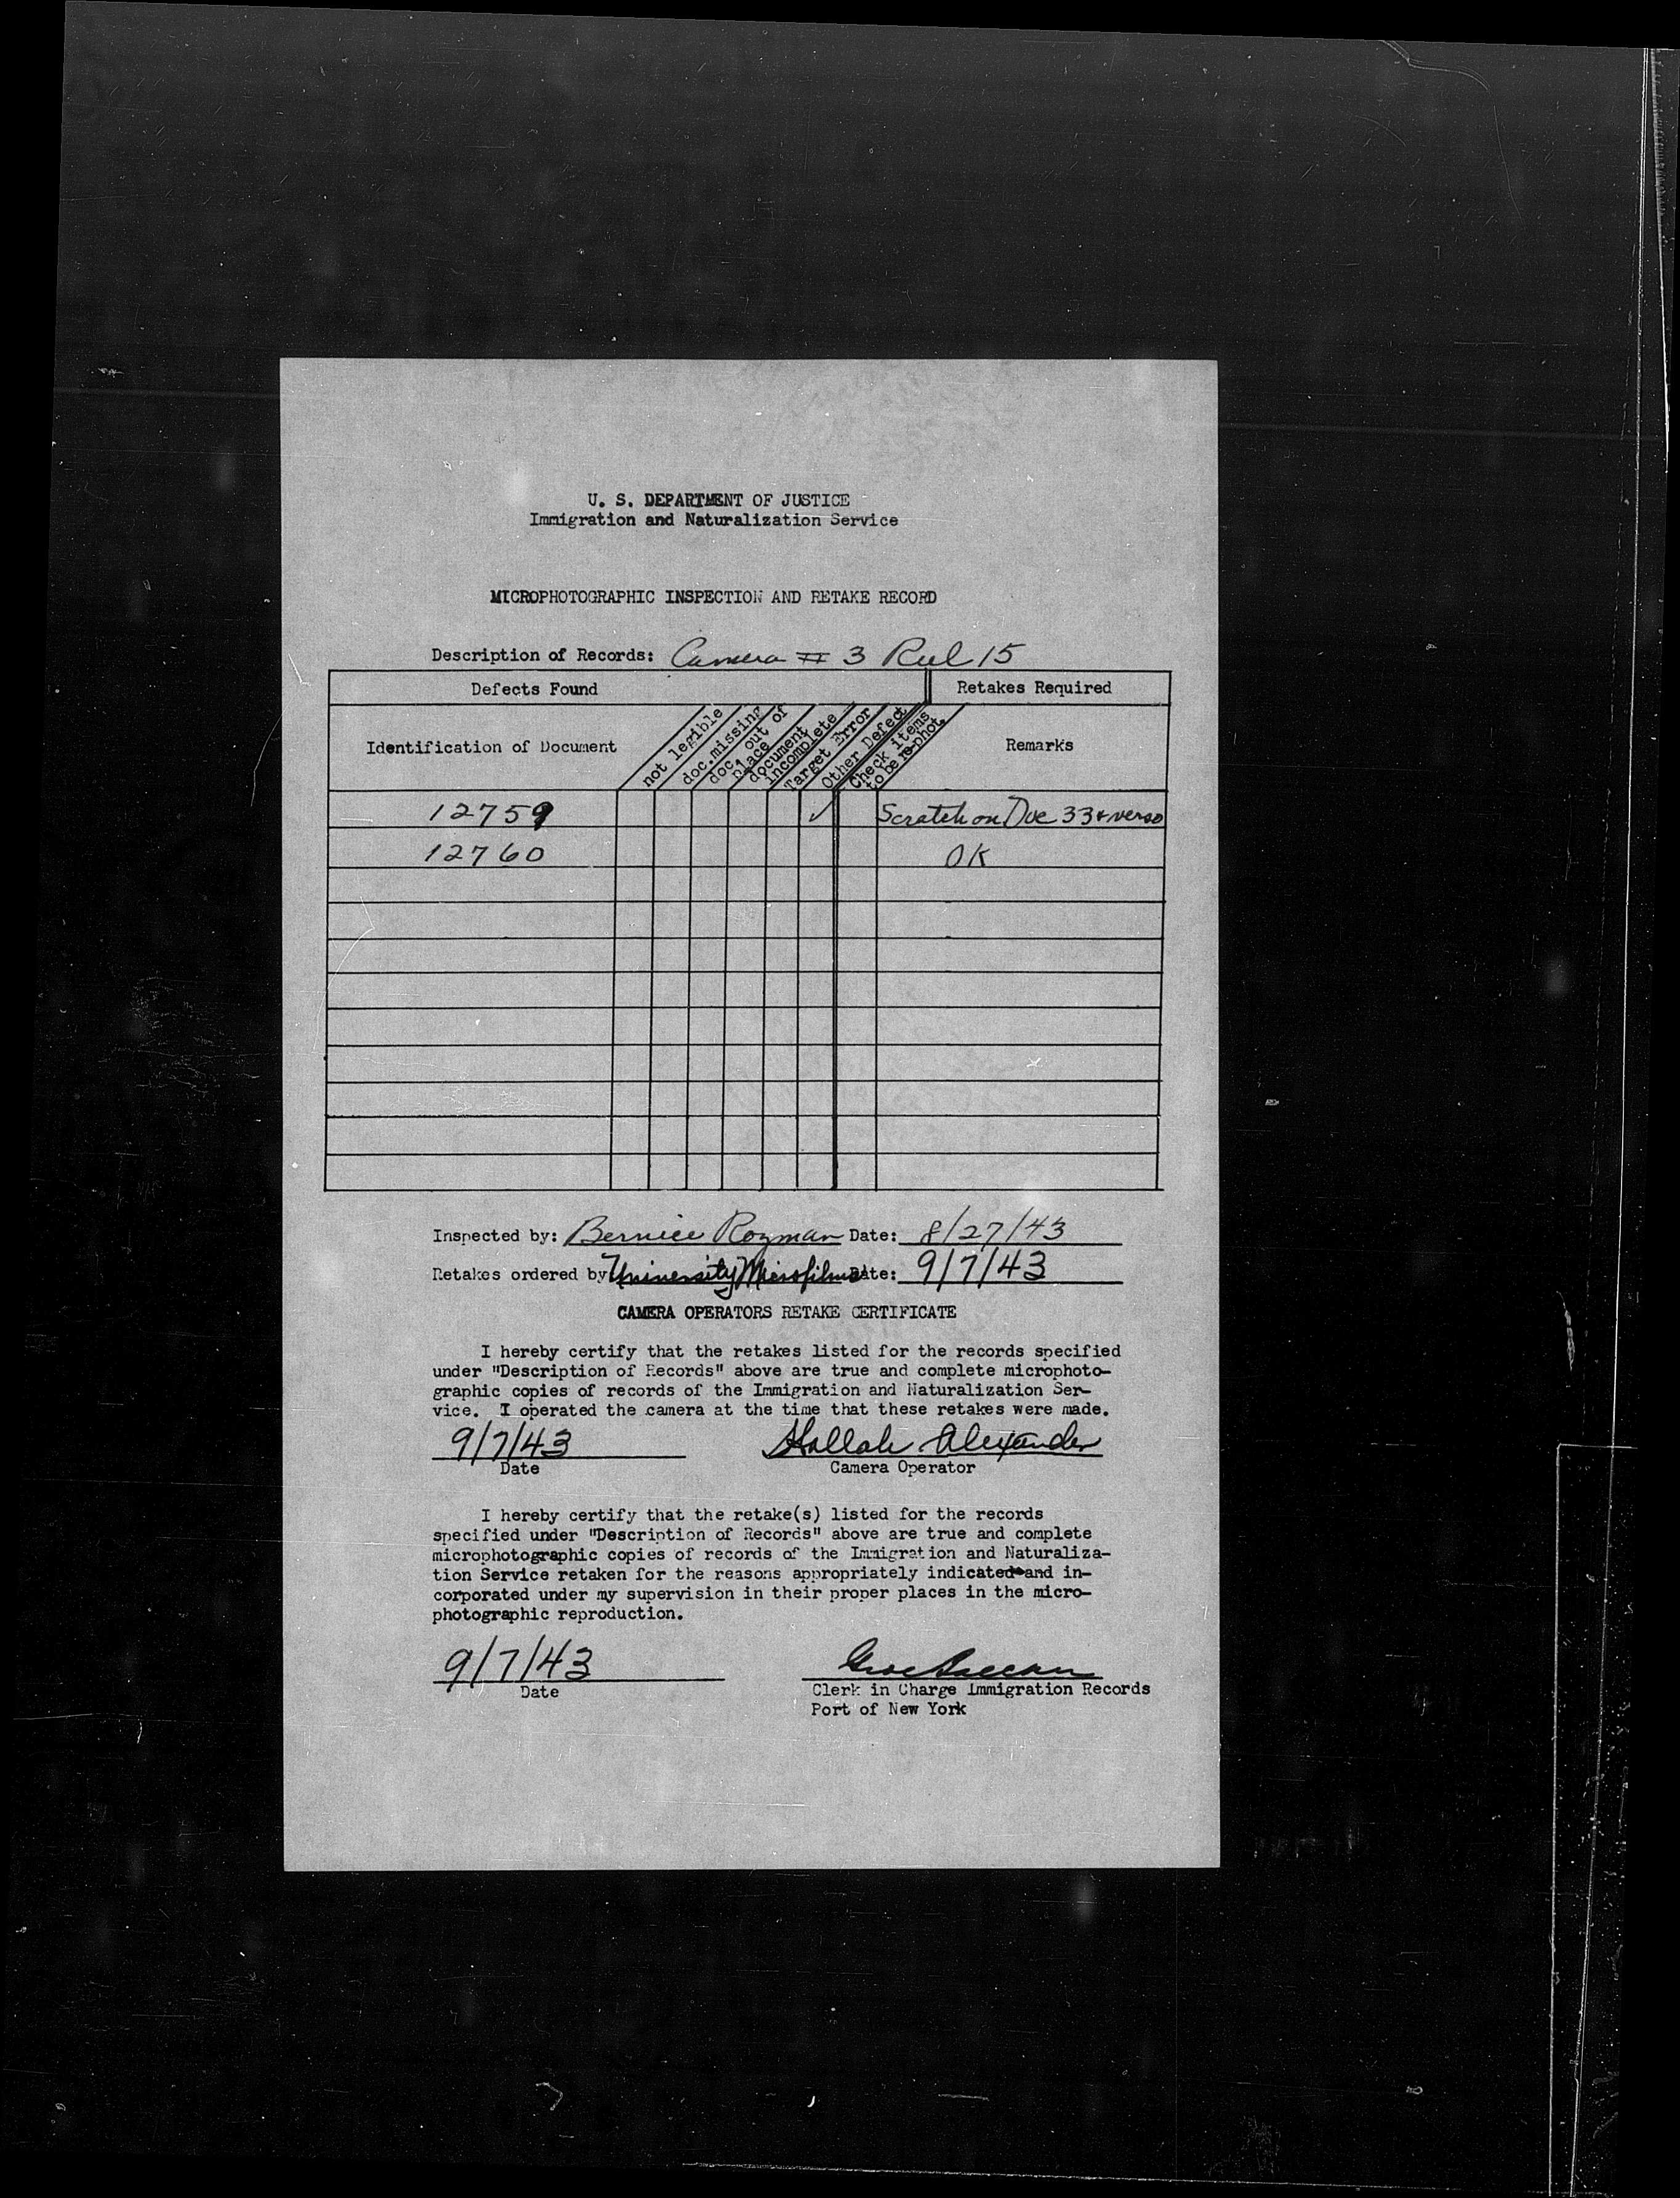 U. S. DEPARTMENT OF JUSTICE
Immigration and Naturalization Service
MICROPHOTOGRAPHIC INSPECTION AND RETAKE RECORD
Description of Records: Camera # 3 Reel 15
Defects Found
Retakes Required
Identification of Document
not legible
doc. missing
doc. out of
place
document
incomplete
Target Error
Other Defect
Check items
to be re-phot.
Remarks
12759 ✓ Scratch on Doc 33 & verso
12760 OK
Inspected by: Bernice Rozman Date: 8/27/43
Retakes ordered by University Microfilms Date: 9/7/43
CAMERA OPERATORS RETAKE CERTIFICATE
I hereby certify that the retakes listed for the records specified
under "Description of Records" above are true and complete microphoto-
graphic copies of records of the Immigration and Naturalization Ser-
vice. I operated the camera at the time that these retakes were made.
9/7/43 Alexander
Date Camera Operator
I hereby certify that the retake(s) listed for the records
specified under "Description of Records" above are true and complete
microphotographic copies of records of the Immigration and Naturaliza-
tion Service retaken for the reasons appropriately indicated and in-
corporated under my supervision in their proper places in the micro-
photographic reproduction.
9/7/43
Date
Clerk in Charge Immigration Records
Port of New York